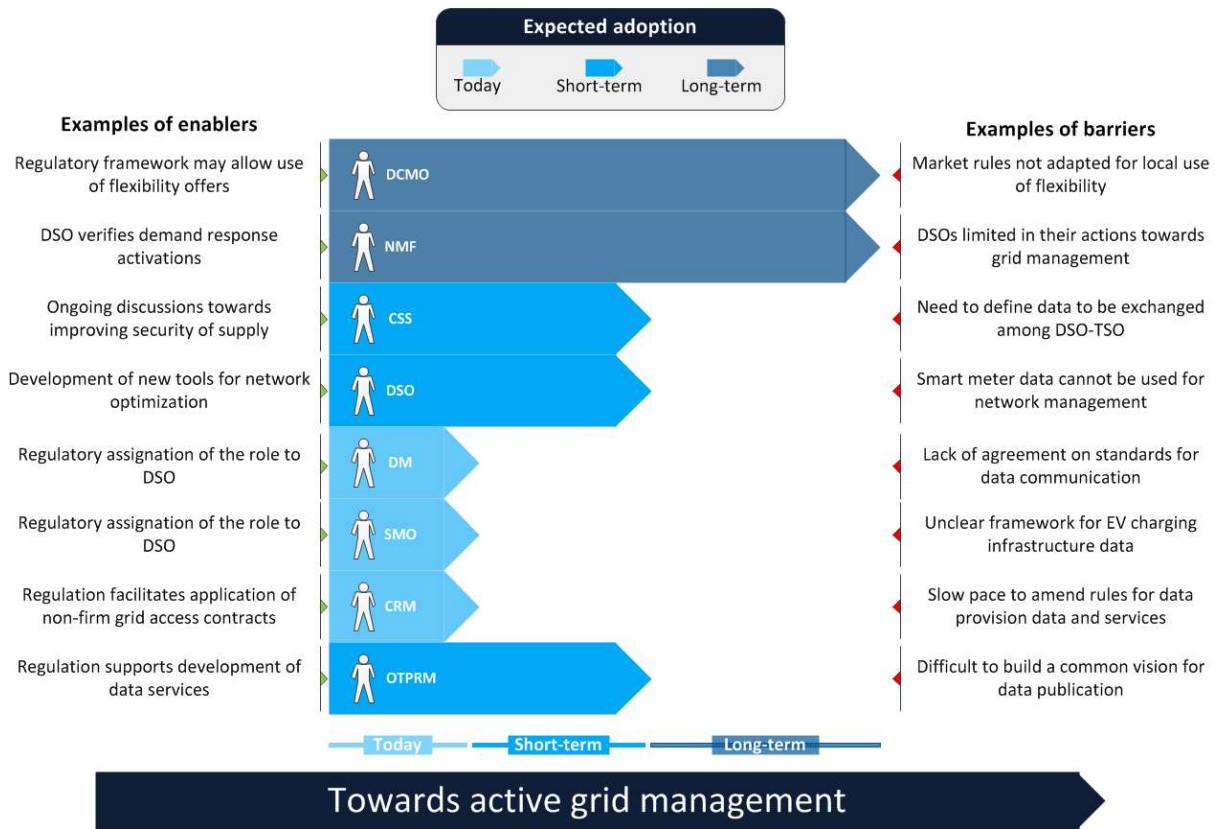 Expected adoption
Today
Short-term
Long-term
Examples of enablers
Examples of barriers
Regulatory framework may allow use
of flexibility offers
DCMO
Market rules not adapted for local use
of flexibility
DSO verifies demand response
activations
NMF
DSOs limited in their actions towards
grid management
Ongoing discussions towards
improving security of supply
CSS
Need to define data to be exchanged
among DSO-TSO
Development of new tools for network
optimization
DSO
Smart meter data cannot be used for
network management
Regulatory assignation of the role to
DSO
DM
Lack of agreement on standards for
data communication
Regulatory assignation of the role to
DSO
SMO
Unclear framework for EV charging
infrastructure data
Regulation facilitates application of
non-firm grid access contracts
CRM
Slow pace to amend rules for data
provision data and services
Regulation supports development of
data services
OTPRM
Difficult to build a common vision for
data publication
Today
Short-term
Long-term
Towards active grid management